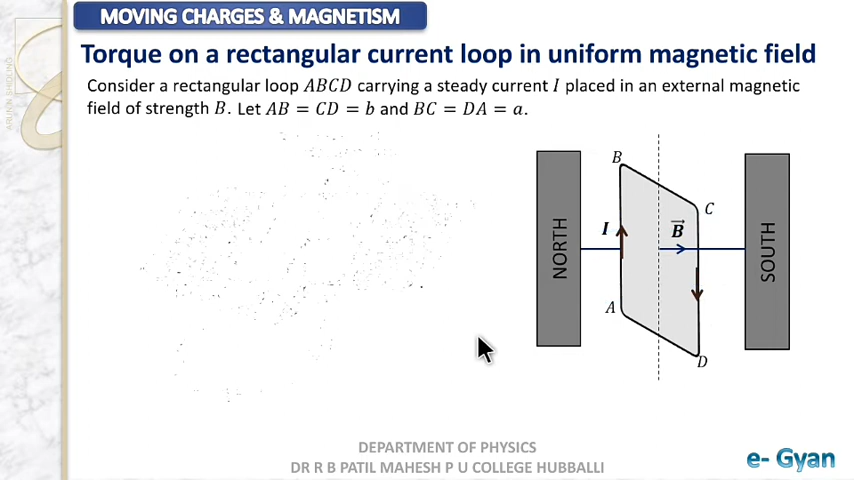 MOVING CHARGES & MAGNETISM
Torque on a rectangular current loop in uniform magnetic field
Consider a rectangular loop ABCD carrying a steady current I placed in an external magnetic
field of strength B. Let AB = CD = b and BC = DA = a.
B
C
I
B⃗
NORTH
SOUTH
A
D
DEPARTMENT OF PHYSICS
DR R B PATIL MAHESH P U COLLEGE HUBBALLI
e- Gyan